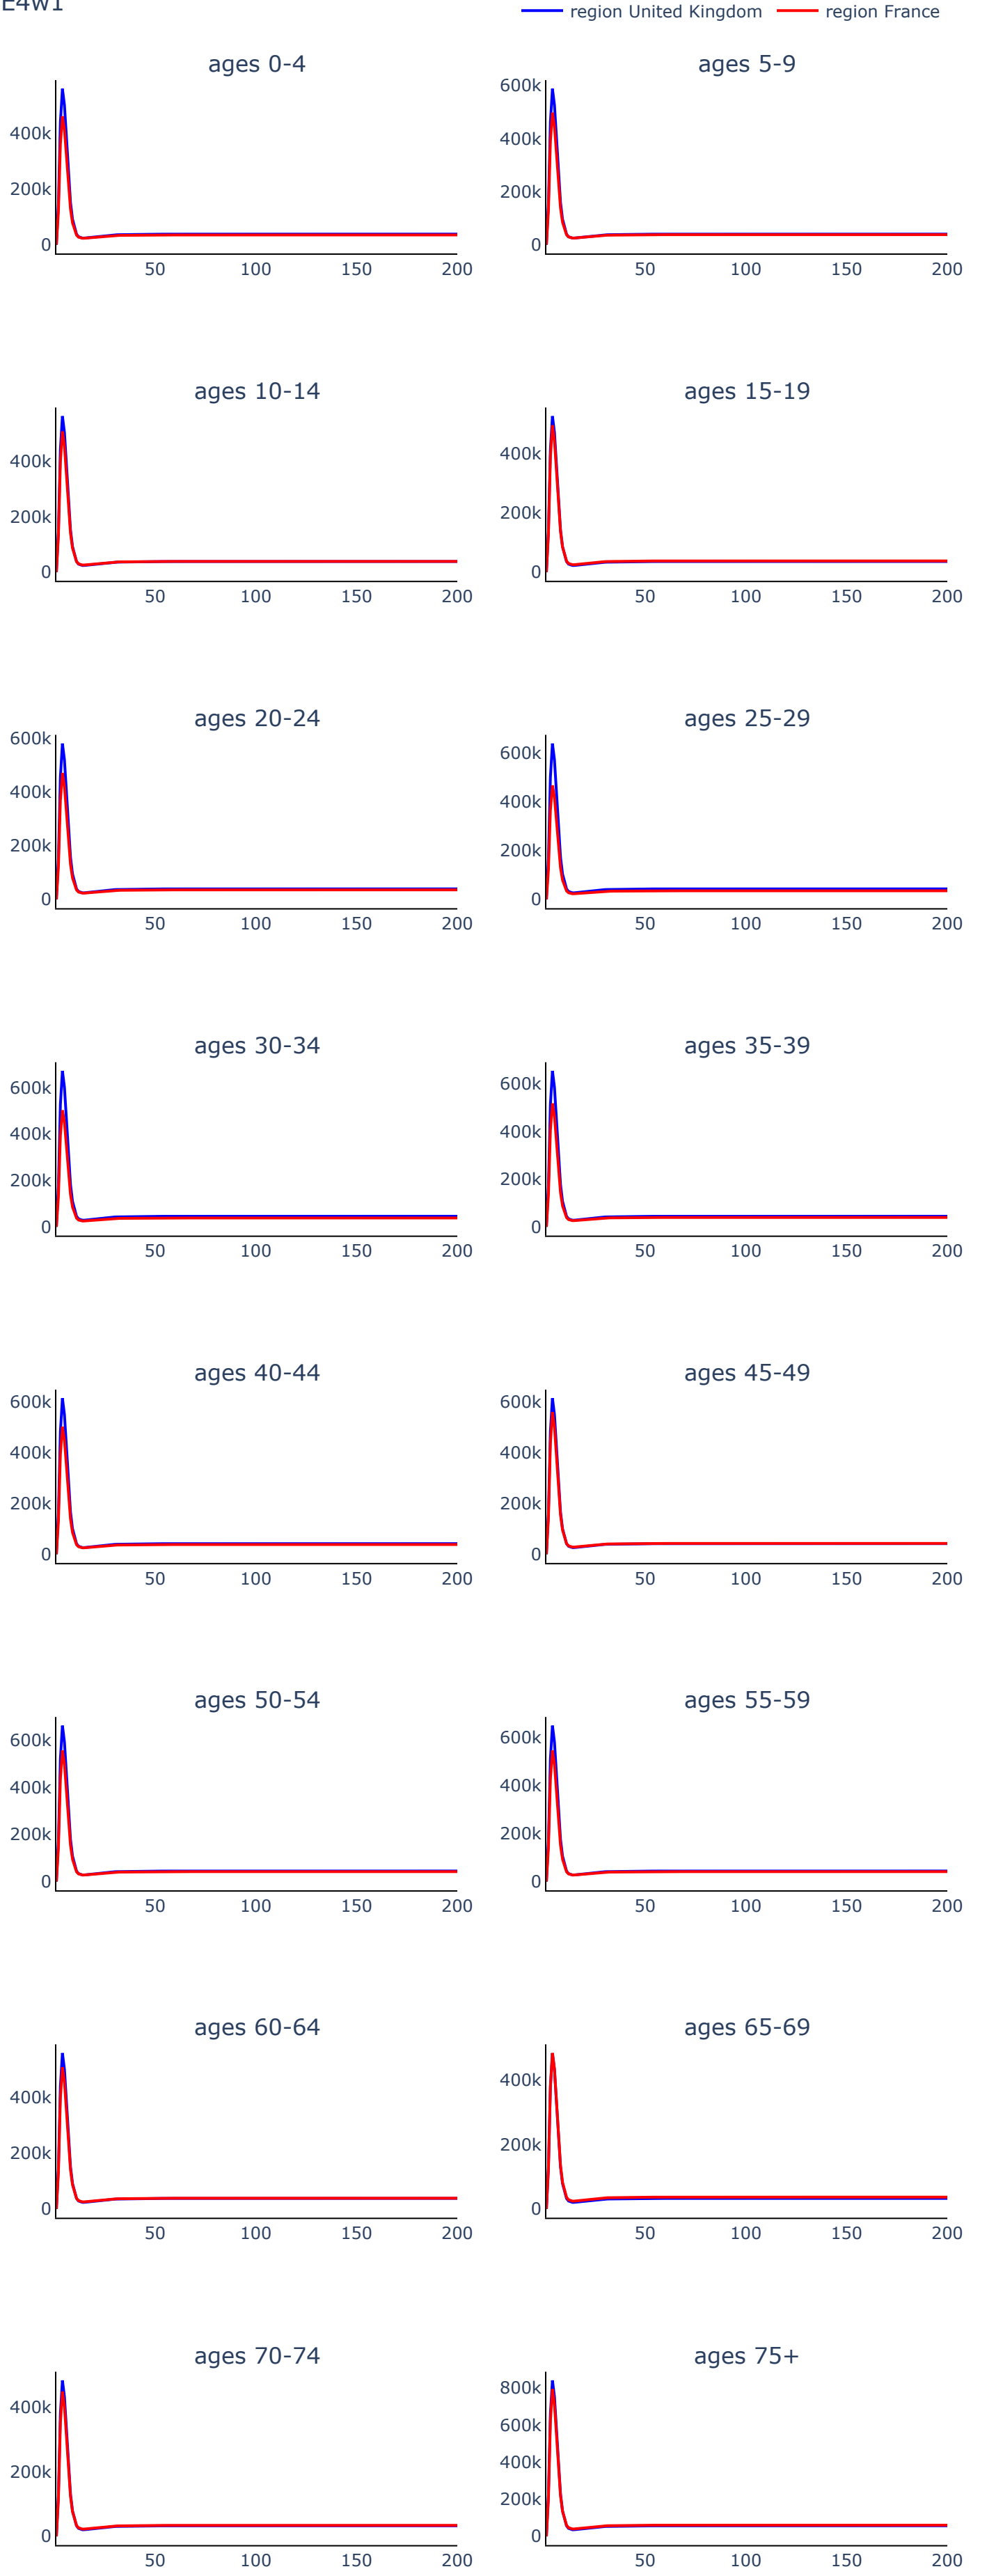 E4w1
region United Kingdom region France
ages 0-4 ages 5-9
600k
400k 400k
200k 200k
0 0
50 100 150 200 50 100 150 200
ages 10-14 ages 15-19
400k 400k
200k 200k
0 0
50 100 150 200 50 100 150 200
ages 20-24 ages 25-29
600k 600k
400k 400k
200k 200k
0 0
50 100 150 200 50 100 150 200
ages 30-34 ages 35-39
600k 600k
400k 400k
200k 200k
0 0
50 100 150 200 50 100 150 200
ages 40-44 ages 45-49
600k 600k
400k 400k
200k 200k
0 0
50 100 150 200 50 100 150 200
ages 50-54 ages 55-59
600k 600k
400k 400k
200k 200k
0 0
50 100 150 200 50 100 150 200
ages 60-64 ages 65-69
400k 400k
200k 200k
0 0
50 100 150 200 50 100 150 200
ages 70-74 ages 75+
800k
400k 600k
400k
200k 200k
0 0
50 100 150 200 50 100 150 200